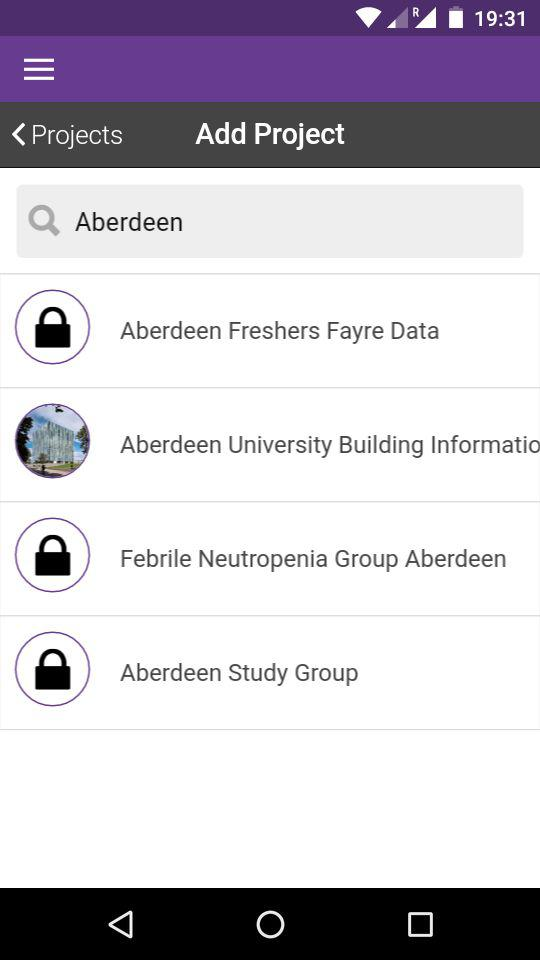 R 19:31
Projects Add Project
Aberdeen
Aberdeen Freshers Fayre Data
Aberdeen University Building Informatio
Febrile Neutropenia Group Aberdeen
Aberdeen Study Group